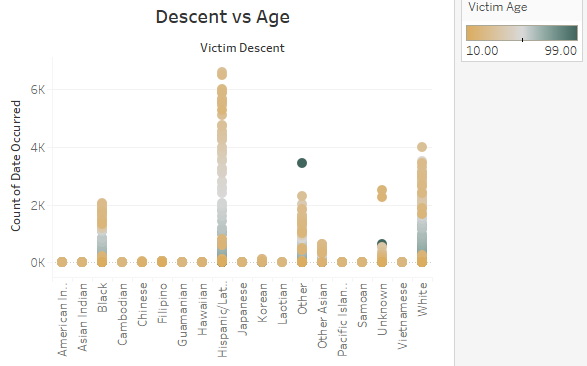 Descent vs Age
Victim Descent
Victim Age
10.00 99.00
Count of Date Occurred
6K
4K
2K
0K
American In..
Asian Indian
Black
Cambodian
Chinese
Filipino
Guamanian
Hawaiian
Hispanic/Lat..
Japanese
Korean
Laotian
Other
Other Asian
Pacific Islan..
Samoan
Unknown
Vietnamese
White